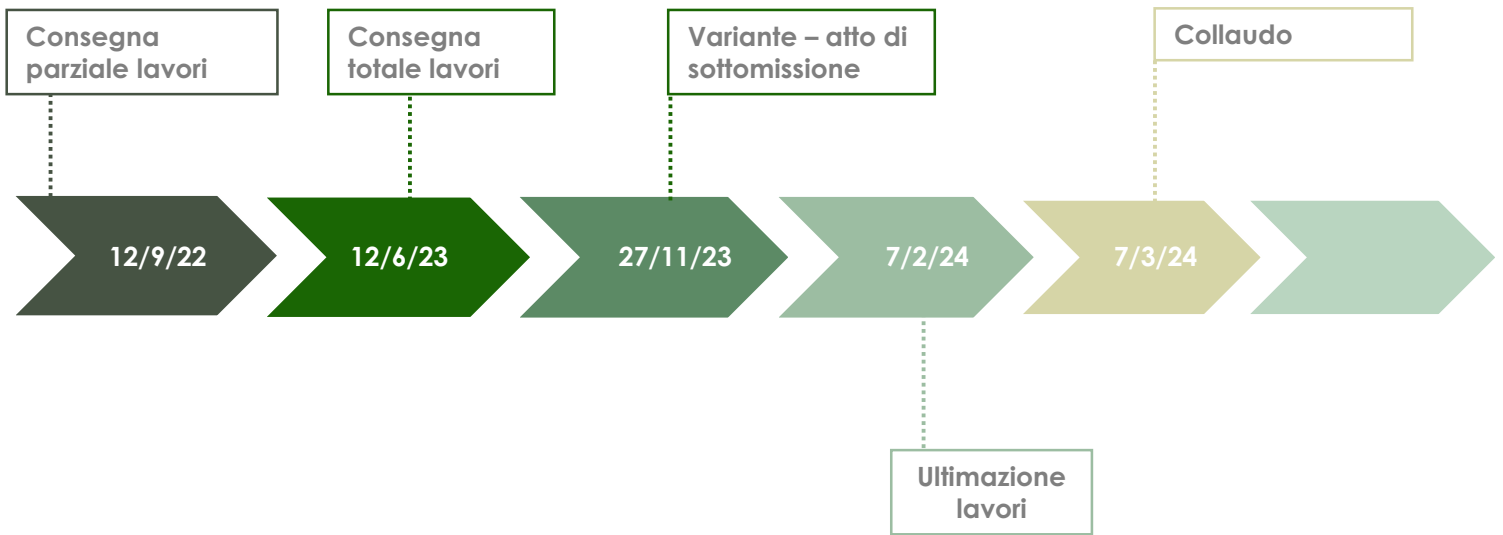 Consegna
parziale lavori
Consegna
totale lavori
Variante – atto di
sottomissione
Collaudo
12/9/22
12/6/23
27/11/23
7/2/24
7/3/24
Ultimazione
lavori